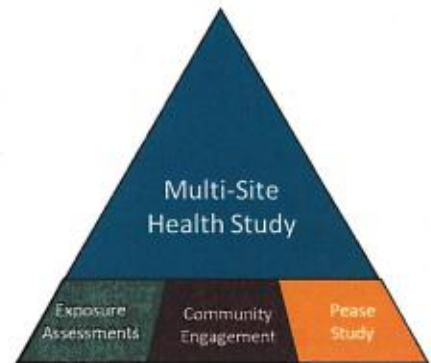 Multi-Site
Health Study
Exposure
Assessments
Community
Engagement
Pease
Study